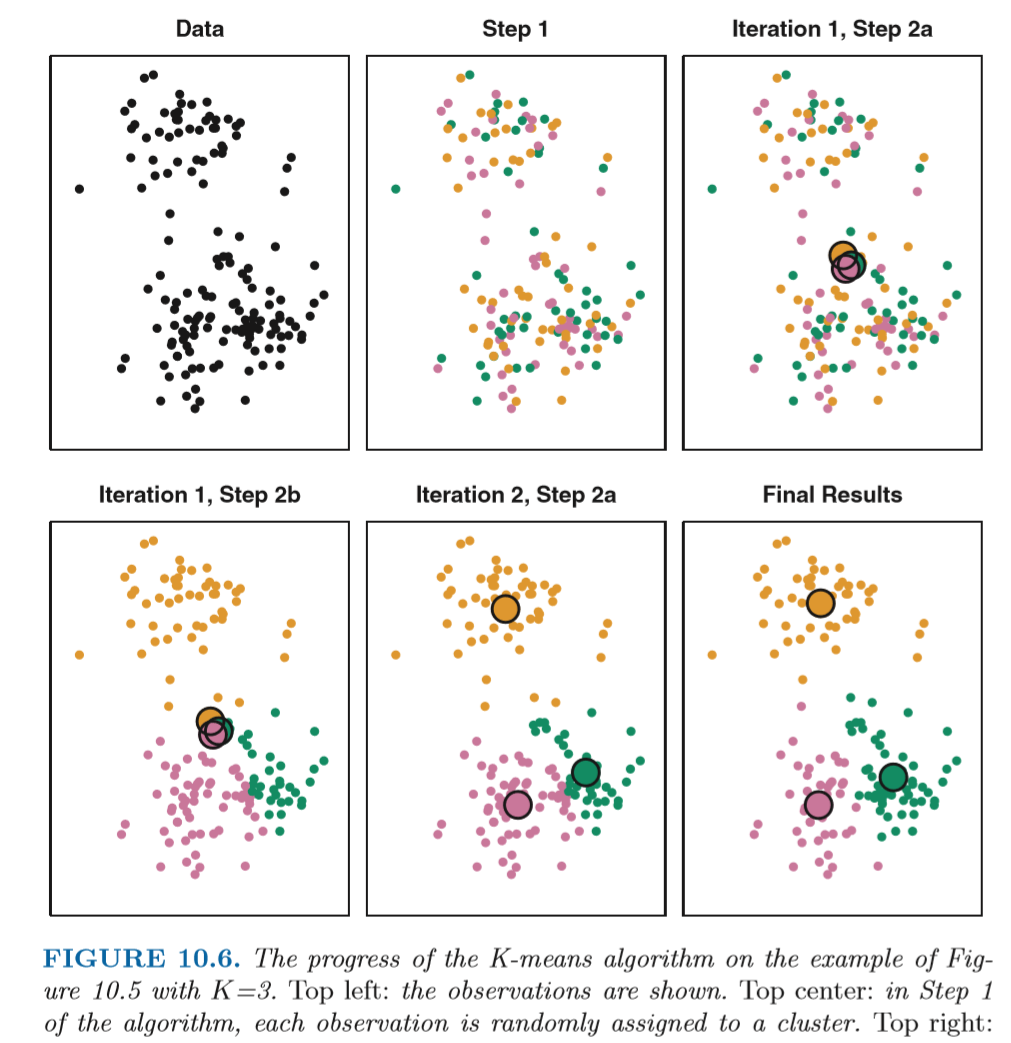 Data
Step 1
Iteration 1, Step 2a
Iteration 1, Step 2b
Iteration 2, Step 2a
Final Results
FIGURE 10.6. The progress of the K-means algorithm on the example of Fig-
ure 10.5 with K=3. Top left: the observations are shown. Top center: in Step 1
of the algorithm, each observation is randomly assigned to a cluster. Top right: